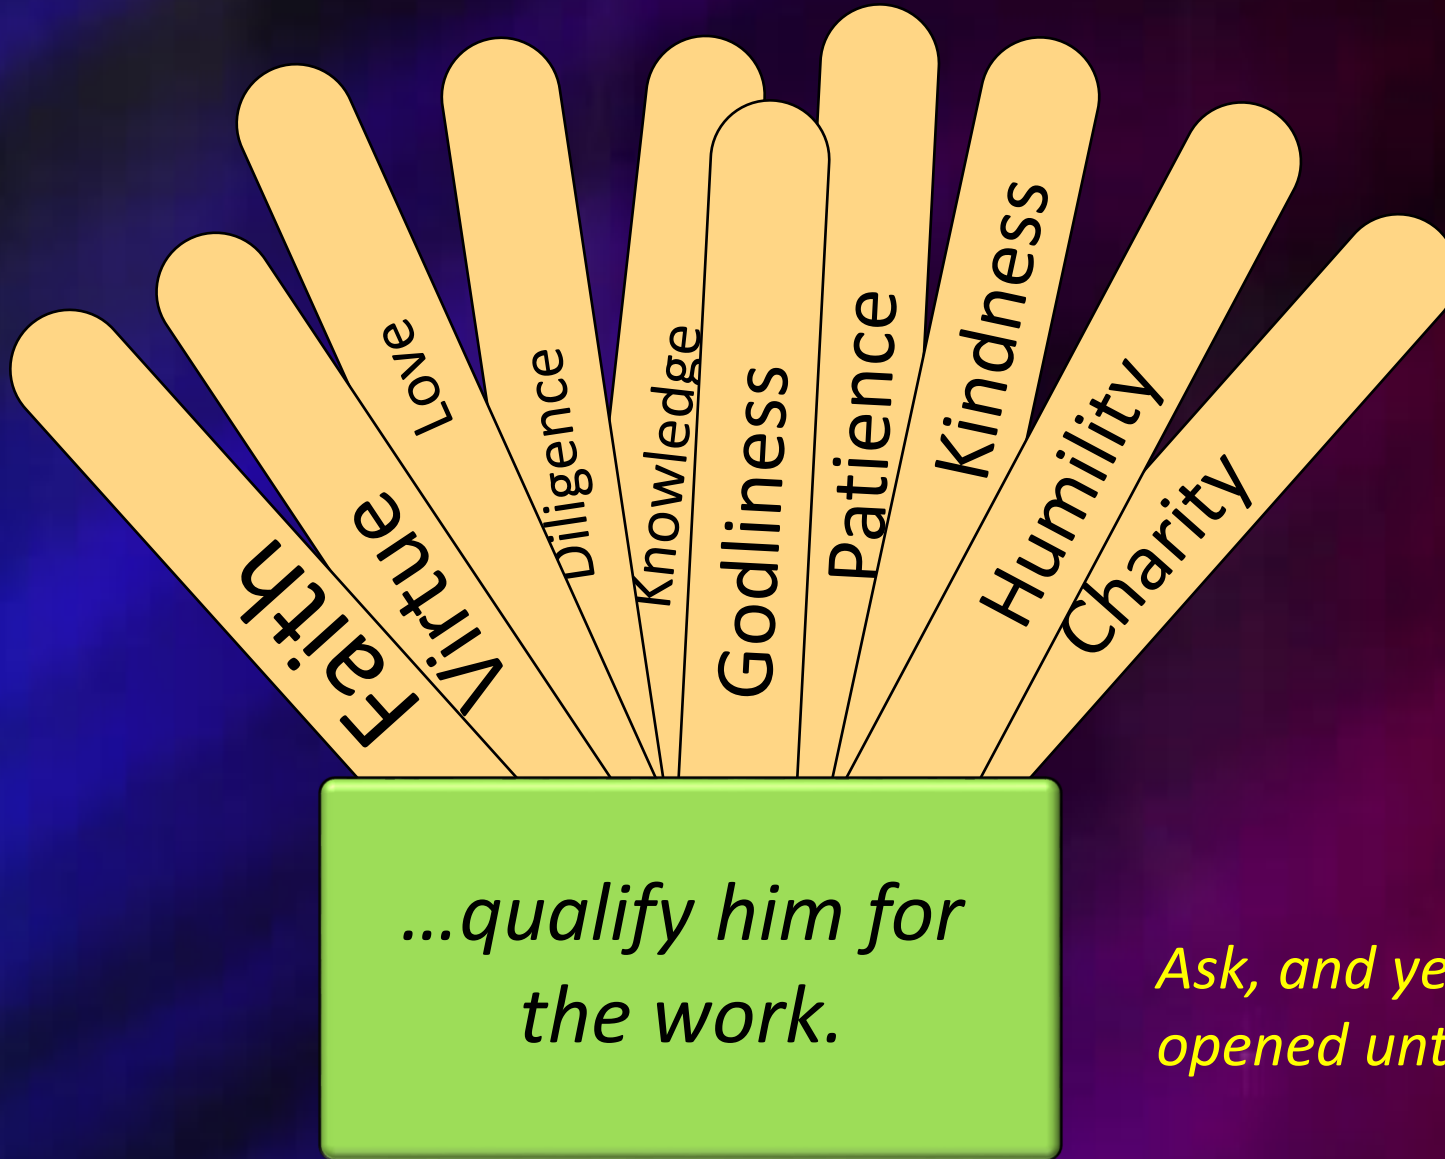 Faith
Virtue
Love
Diligence
Knowledge
Godliness
Patience
Kindness
Humility
Charity
...qualify him for
the work.
Ask, and ye
opened